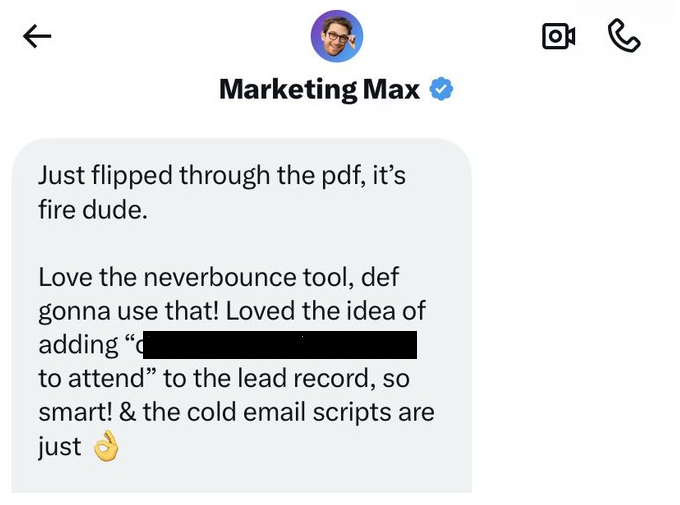 Marketing Max
Just flipped through the pdf, it's
fire dude.
Love the neverbounce tool, def
gonna use that! Loved the idea of
adding “
to attend” to the lead record, so
smart! & the cold email scripts are
just 👌